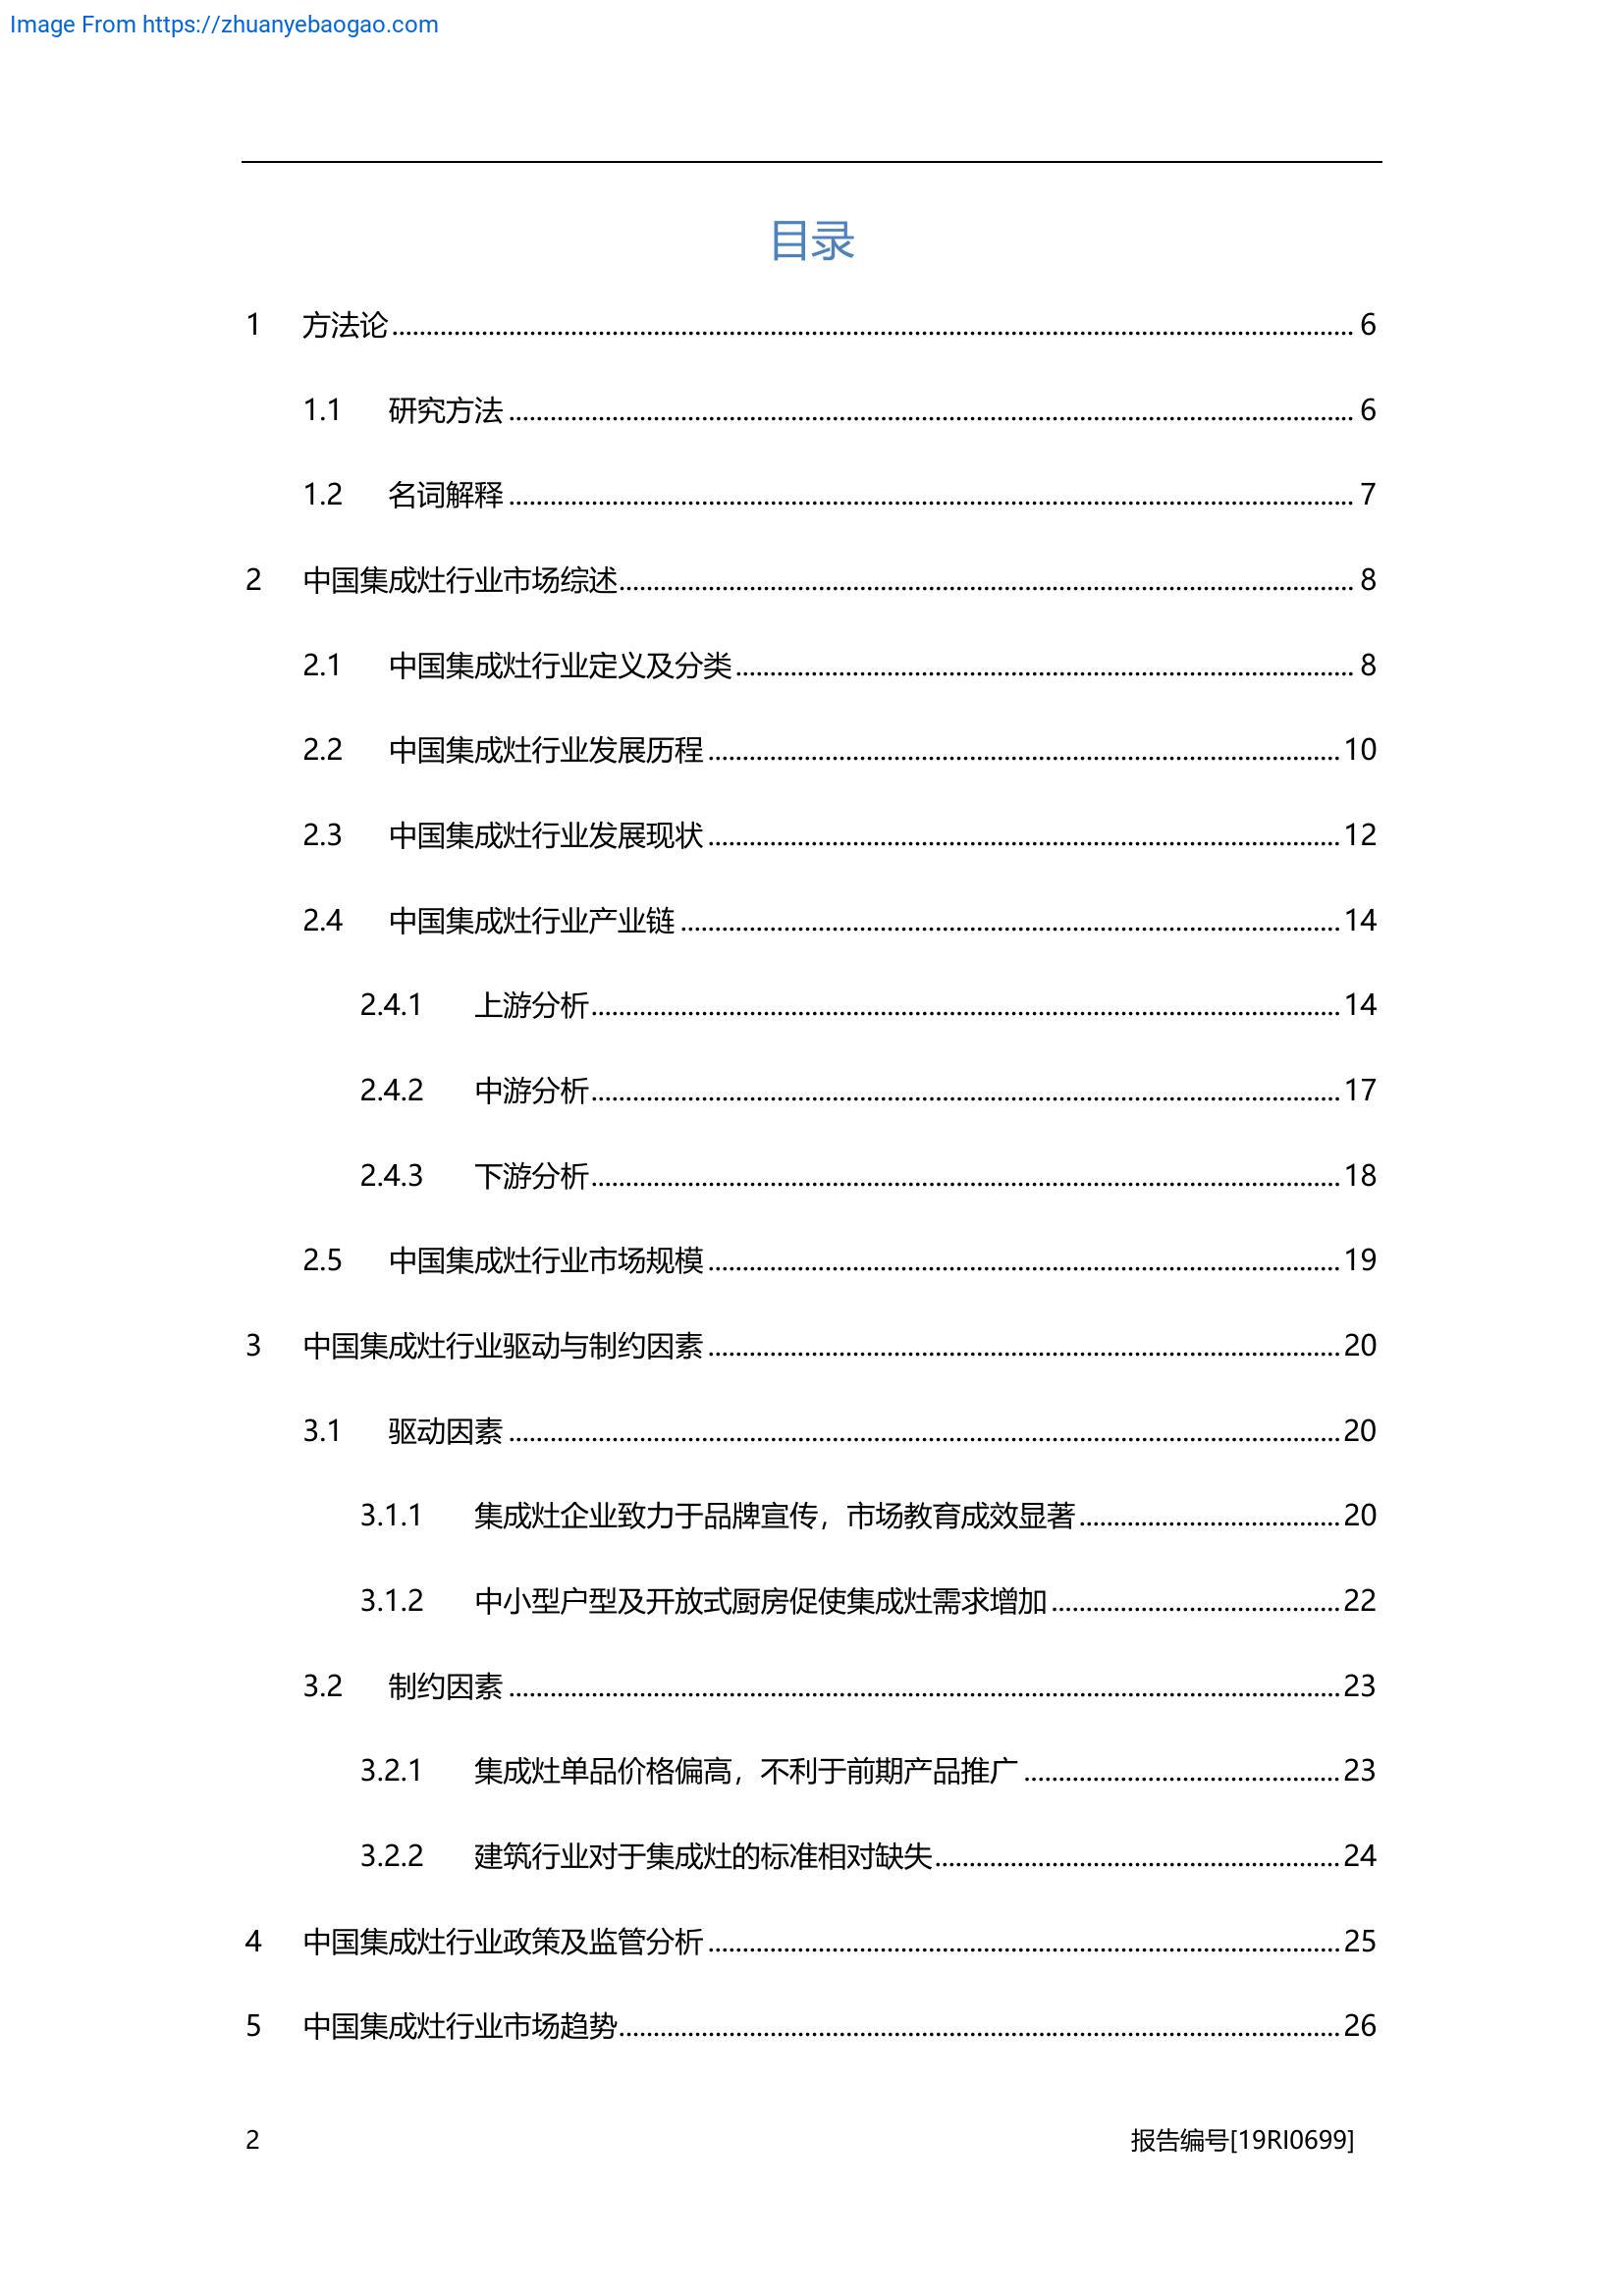 Image From https://zhuanyebaogao.com
目录
1 方法论 6
1.1 研究方法 6
1.2 名词解释 7
2 中国集成灶行业市场综述 8
2.1 中国集成灶行业定义及分类 8
2.2 中国集成灶行业发展历程 10
2.3 中国集成灶行业发展现状 12
2.4 中国集成灶行业产业链 14
2.4.1 上游分析 14
2.4.2 中游分析 17
2.4.3 下游分析 18
2.5 中国集成灶行业市场规模 19
3 中国集成灶行业驱动与制约因素 20
3.1 驱动因素 20
3.1.1 集成灶企业致力于品牌宣传，市场教育成效显著 20
3.1.2 中小型户型及开放式厨房促使集成灶需求增加 22
3.2 制约因素 23
3.2.1 集成灶单品价格偏高，不利于前期产品推广 23
3.2.2 建筑行业对于集成灶的标准相对缺失 24
4 中国集成灶行业政策及监管分析 25
5 中国集成灶行业市场趋势 26
2 报告编号[19RI0699]